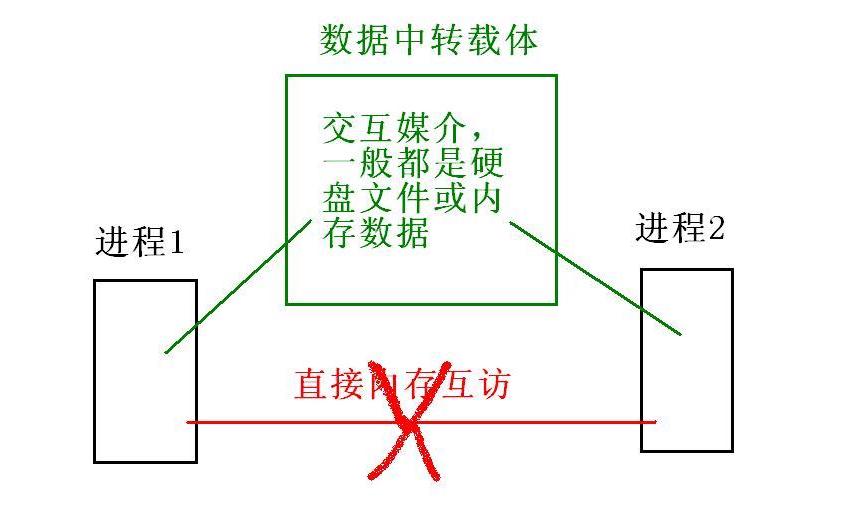 数据中转载体
交互媒介，
一般都是硬
盘文件或内
存数据
进程1
进程2
直接内存互访